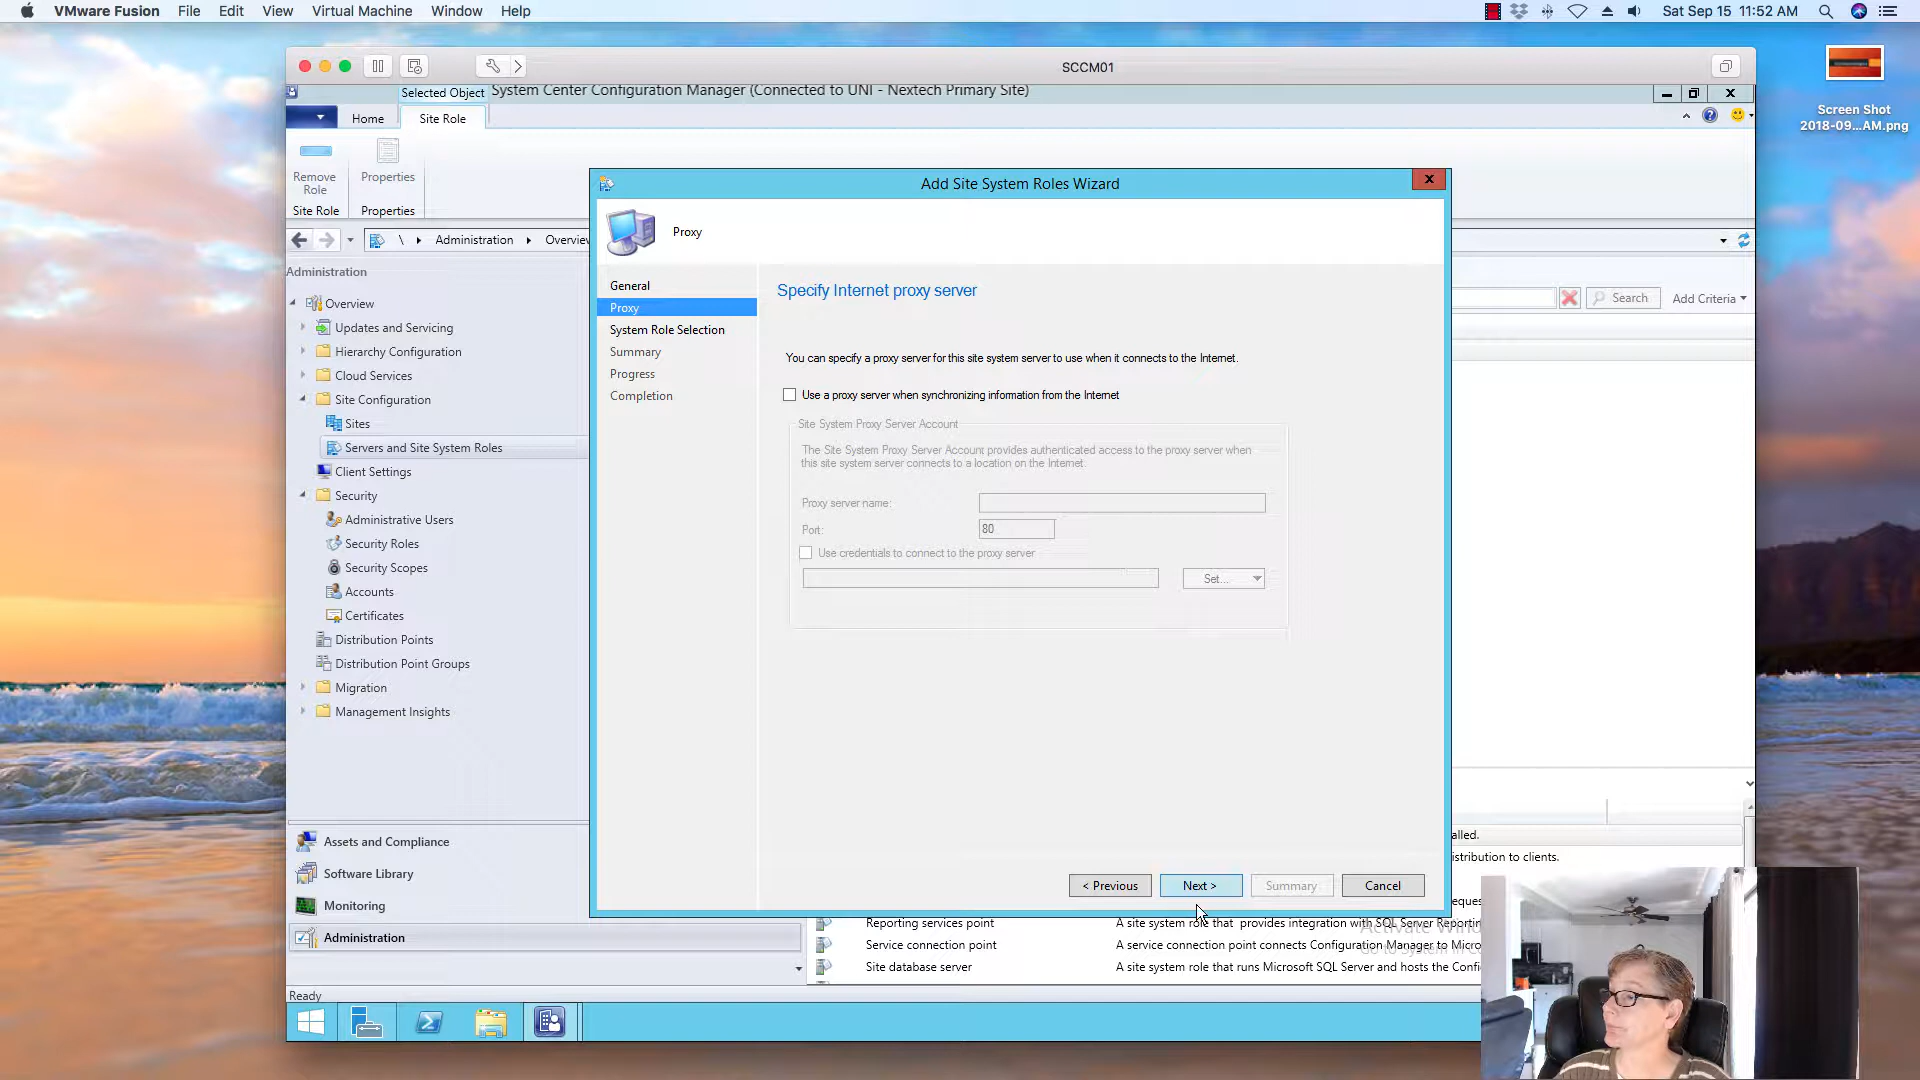 VMware Fusion File Edit View Virtual Machine Window Help Sat Sep 15 11:52 AM
SCCM01
Screen Shot
2018-09...AM.png
Selected Object System Center Configuration Manager (Connected to UNI - Nextech Primary Site)
Home Site Role
Remove
Role
Properties
Site Role Properties
\ Administration Overview
Search Add Criteria
Administration
Overview
Updates and Servicing
Hierarchy Configuration
Cloud Services
Site Configuration
Sites
Servers and Site System Roles
Client Settings
Security
Administrative Users
Security Roles
Security Scopes
Accounts
Certificates
Distribution Points
Distribution Point Groups
Migration
Management Insights
Assets and Compliance
Software Library
Monitoring
Administration
Ready
Add Site System Roles Wizard
X
Proxy
General
Proxy
System Role Selection
Summary
Progress
Completion
Specify Internet proxy server
You can specify a proxy server for this site system server to use when it connects to the Internet.
Use a proxy server when synchronizing information from the Internet
Site System Proxy Server Account
The Site System Proxy Server Account provides authenticated access to the proxy server when
this site system server connects to a location on the Internet.
Proxy server name:
Port: 80
Use credentials to connect to the proxy server
Set...
< Previous Next > Summary Cancel
alled.
istribution to clients.
eques
Reporting services point A site system role that provides integration with SQL Server Reportin
Service connection point A service connection point connects Configuration Manager to Micro
Site database server A site system role that runs Microsoft SQL Server and hosts the Confi
Activate Wind
Go to System in Co